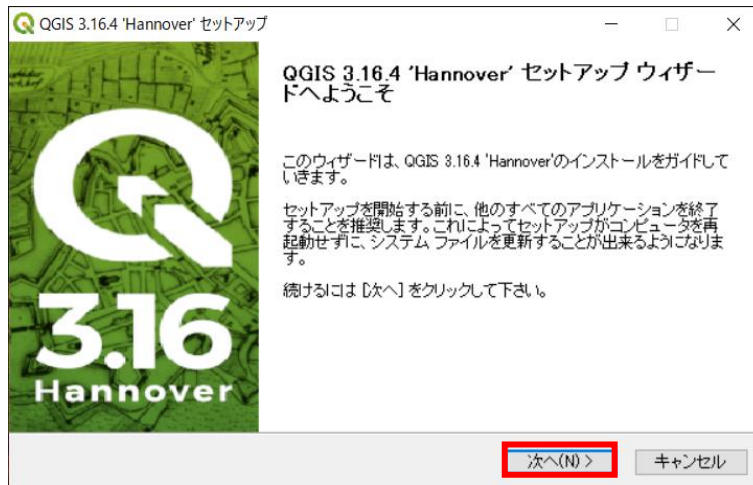 QGIS 3.16.4 'Hannover' セットアップ
QGIS 3.16.4 'Hannover' セットアップ ウィザー
ドへようこそ
このウィザードは、QGIS 3.16.4 'Hannover'のインストールをガイドして
いきます。
セットアップを開始する前に、他のすべてのアプリケーションを終了
することを推奨します。これによってセットアップがコンピュータを再
起動せずに、システム ファイルを更新することが出来るようになりま
す。
続けるには [次へ] をクリックして下さい。
3.16
Hannover
次へ(N) >
キャンセル